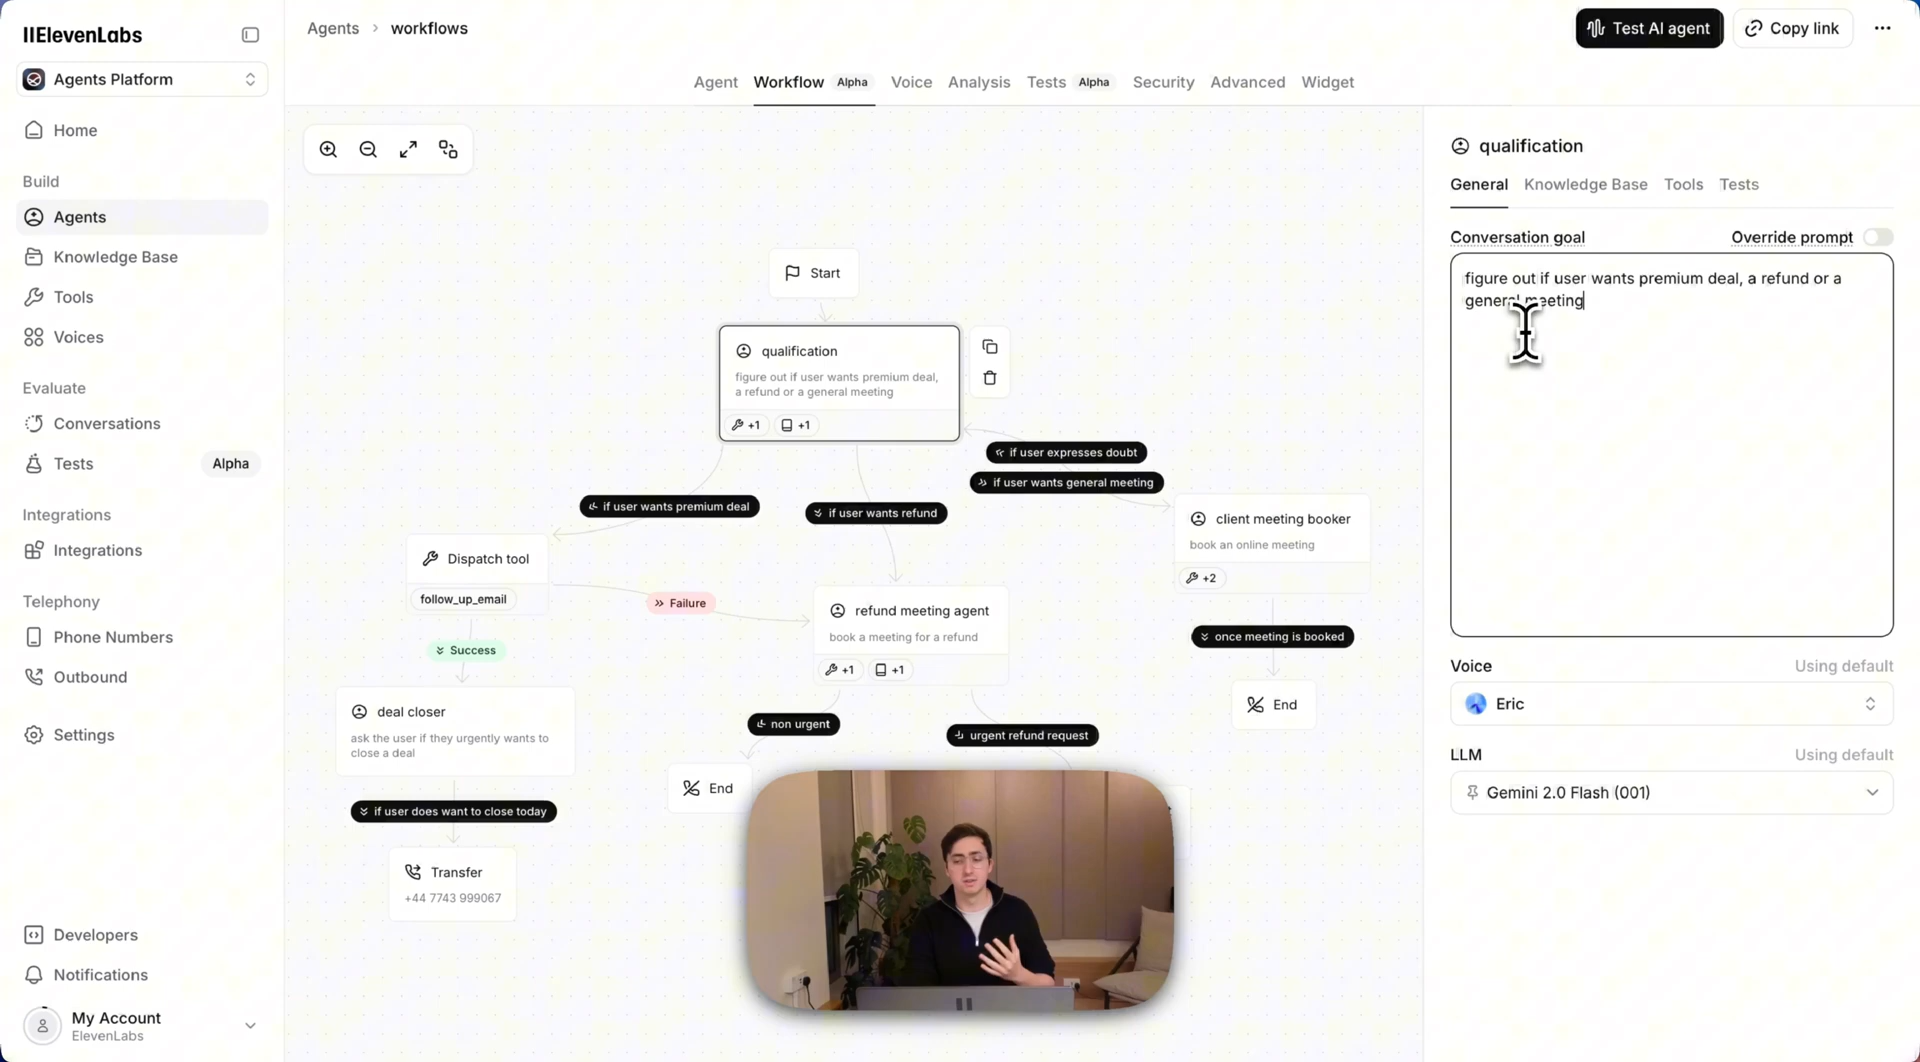 IIElevenLabs
Agents Platform
Home
Build
Agents
Knowledge Base
Tools
Voices
Evaluate
Conversations
Tests
Alpha
Integrations
Integrations
Telephony
Phone Numbers
Outbound
Settings
Developers
Notifications
My Account
ElevenLabs
Agents > workflows
Test AI agent
Copy link
Agent
Workflow
Alpha
Voice
Analysis
Tests
Alpha
Security
Advanced
Widget
Start
qualification
figure out if user wants premium deal,
a refund or a general meeting
+1
+1
if user expresses doubt
if user wants general meeting
if user wants premium deal
if user wants refund
client meeting booker
book an online meeting
+2
Dispatch tool
follow_up_email
Failure
refund meeting agent
book a meeting for a refund
+1
+1
once meeting is booked
Success
End
deal closer
ask the user if they urgently wants to
close a deal
non urgent
urgent refund request
End
if user does want to close today
Transfer
+44 7743 999067
qualification
General
Knowledge Base
Tools
Tests
Conversation goal
Override prompt
figure out if user wants premium deal, a refund or a
general meeting
Voice
Using default
Eric
LLM
Using default
Gemini 2.0 Flash (001)